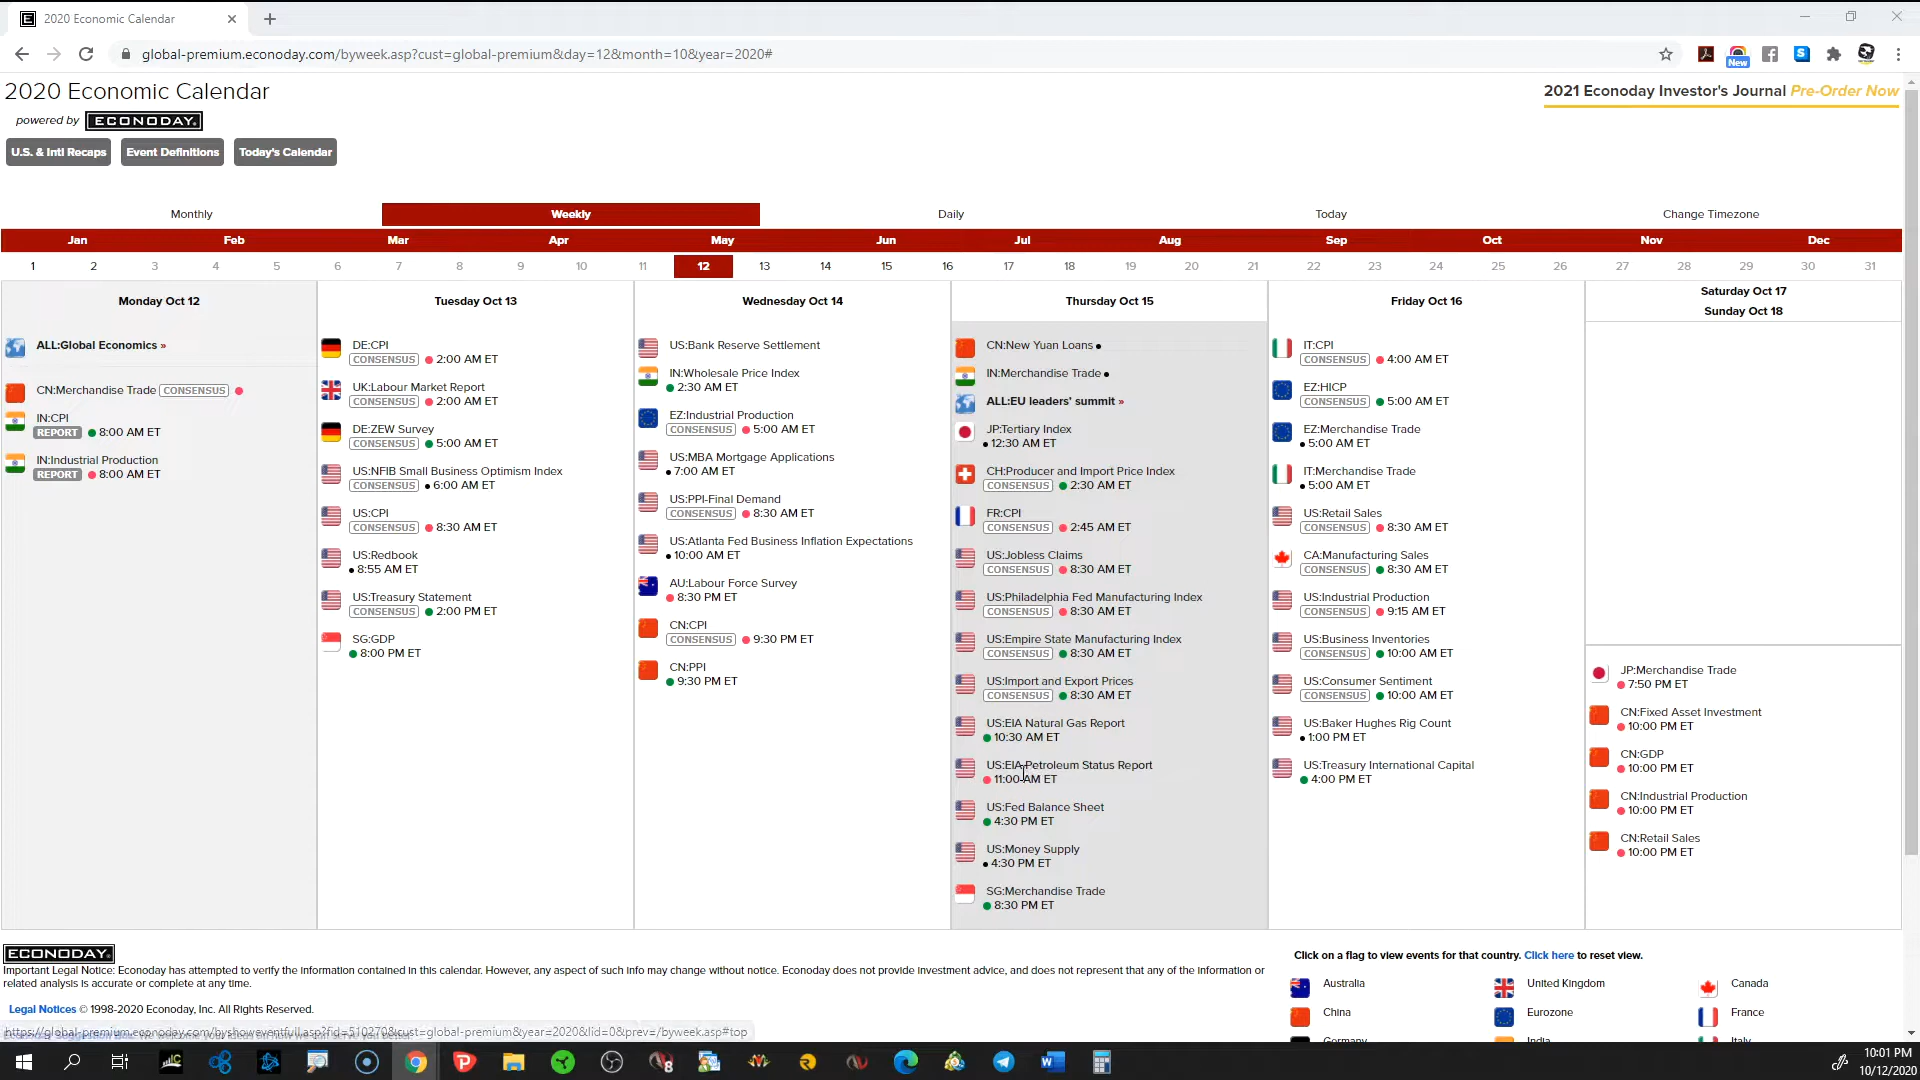 2020 Economic Calendar
global-premium.econoday.com/byweek.asp?cust=global-premium&day=12&month=10&year=2020#
New
2020 Economic Calendar
2021 Econoday Investor's Journal Pre-Order Now
powered by ECONODAY
U.S. & Intl Recaps Event Definitions Today's Calendar
Monthly Weekly Daily Today Change Timezone
Jan Feb Mar Apr May Jun Jul Aug Sep Oct Nov Dec
1 2 3 4 5 6 7 8 9 10 11 12 13 14 15 16 17 18 19 20 21 22 23 24 25 26 27 28 29 30 31
Monday Oct 12
ALL:Global Economics »
CN:Merchandise Trade CONSENSUS
IN:CPI
REPORT 8:00 AM ET
IN:Industrial Production
REPORT 8:00 AM ET
Tuesday Oct 13
DE:CPI
CONSENSUS 2:00 AM ET
UK:Labour Market Report
CONSENSUS 2:00 AM ET
DE:ZEW Survey
CONSENSUS 5:00 AM ET
US:NFIB Small Business Optimism Index
CONSENSUS 6:00 AM ET
US:CPI
CONSENSUS 8:30 AM ET
US:Redbook
8:55 AM ET
US:Treasury Statement
CONSENSUS 2:00 PM ET
SG:GDP
8:00 PM ET
Wednesday Oct 14
US:Bank Reserve Settlement
IN:Wholesale Price Index
2:30 AM ET
EZ:Industrial Production
CONSENSUS 5:00 AM ET
US:MBA Mortgage Applications
7:00 AM ET
US:PPI-Final Demand
CONSENSUS 8:30 AM ET
US:Atlanta Fed Business Inflation Expectations
10:00 AM ET
AU:Labour Force Survey
8:30 PM ET
CN:CPI
CONSENSUS 9:30 PM ET
CN:PPI
9:30 PM ET
Thursday Oct 15
CN:New Yuan Loans
IN:Merchandise Trade
ALL:EU leaders' summit »
JP:Tertiary Index
12:30 AM ET
CH:Producer and Import Price Index
CONSENSUS 2:30 AM ET
FR:CPI
CONSENSUS 2:45 AM ET
US:Jobless Claims
CONSENSUS 8:30 AM ET
US:Philadelphia Fed Manufacturing Index
CONSENSUS 8:30 AM ET
US:Empire State Manufacturing Index
CONSENSUS 8:30 AM ET
US:Import and Export Prices
CONSENSUS 8:30 AM ET
US:EIA Natural Gas Report
10:30 AM ET
US:EIA Petroleum Status Report
11:00 AM ET
US:Fed Balance Sheet
4:30 PM ET
US:Money Supply
4:30 PM ET
SG:Merchandise Trade
8:30 PM ET
Friday Oct 16
IT:CPI
CONSENSUS 4:00 AM ET
EZ:HICP
CONSENSUS 5:00 AM ET
EZ:Merchandise Trade
5:00 AM ET
IT:Merchandise Trade
5:00 AM ET
US:Retail Sales
CONSENSUS 8:30 AM ET
CA:Manufacturing Sales
CONSENSUS 8:30 AM ET
US:Industrial Production
CONSENSUS 9:15 AM ET
US:Business Inventories
CONSENSUS 10:00 AM ET
US:Consumer Sentiment
CONSENSUS 10:00 AM ET
US:Baker Hughes Rig Count
1:00 PM ET
US:Treasury International Capital
4:00 PM ET
Saturday Oct 17
Sunday Oct 18
JP:Merchandise Trade
7:50 PM ET
CN:Fixed Asset Investment
10:00 PM ET
CN:GDP
10:00 PM ET
CN:Industrial Production
10:00 PM ET
CN:Retail Sales
10:00 PM ET
ECONODAY
Important Legal Notice: Econoday has attempted to verify the information contained in this calendar. However, any aspect of such info may change without notice. Econoday does not provide investment advice, and does not represent that any of the information or
related analysis is accurate or complete at any time.
Legal Notices © 1998-2020 Econoday, Inc. All Rights Reserved.
https://global-premium.econoday.com/byshoweventfull.asp?fid=510270&cust=global-premium&year=2020&lid=0&prev=/byweek.asp#top
Click on a flag to view events for that country. Click here to reset view.
Australia United Kingdom Canada
China Eurozone France
Germany India Italy
10:01 PM
10/12/2020